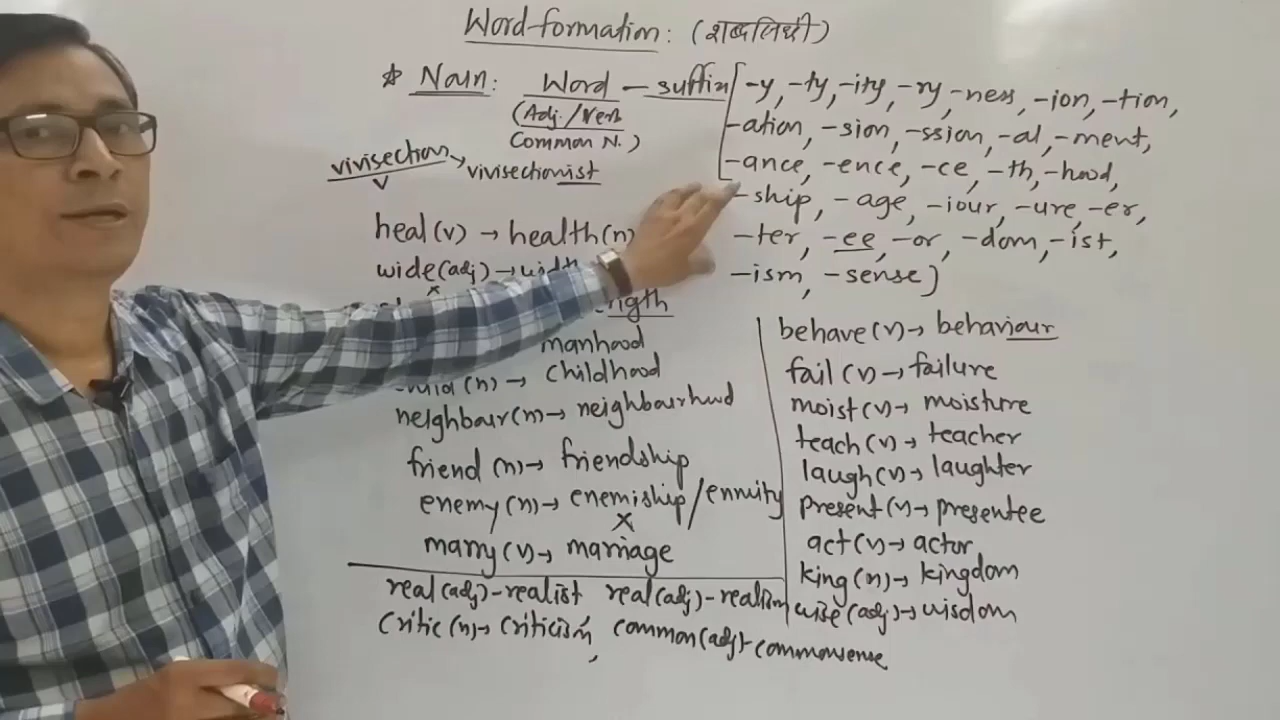 Word formation: (शब्दनिधी)
* Noun: Word – suffix [-y, -ty, -ity, -ry, -ness, -ion, -tion,
-ation, -sion, -ssion, -al, -ment,
-ance, -ence, -ce, -th, -hood,
-ship, -age, -iour, -ure, -er,
-ter, -ee, -or, -dom, -ist,
-ism, -sense)
(Adj./Verb
Common N.)
vivisection → vivisectionist
v
heal (v) → health (n)
wide (adj) → width
x
ngth
manhood
(n) → childhood
neighbour (n) → neighbourhood
friend (n) → friendship
enemy (n) → enemiship / enmity
x
marry (v) → marriage
behave (v) → behaviour
fail (v) → failure
moist (v) → moisture
teach (v) → teacher
laugh (v) → laughter
present (v) → presentee
act (v) → actor
king (n) → kingdom
wise (adj) → wisdom
real (adj) - realist real (adj) - realism
critic (n) → criticism, common (adj) - commonsense